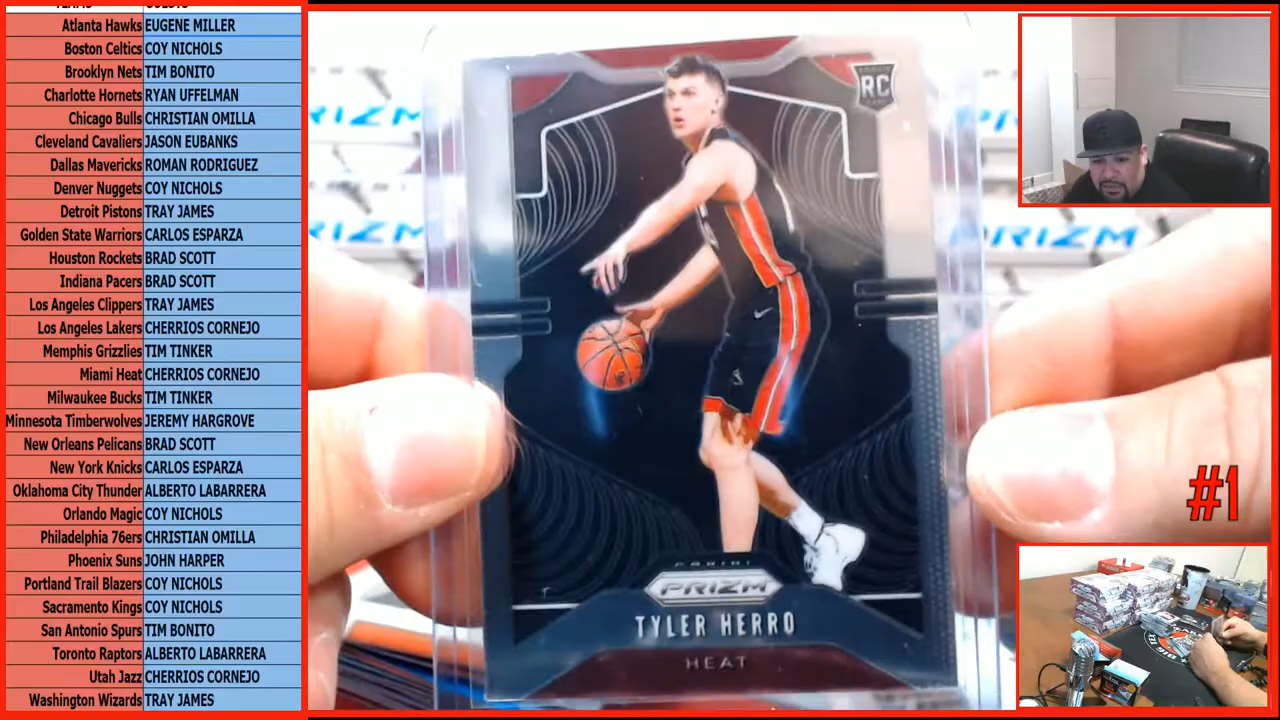 Atlanta Hawks EUGENE MILLER
Boston Celtics COY NICHOLS
Brooklyn Nets TIM BONITO
Charlotte Hornets RYAN UFFELMAN
Chicago Bulls CHRISTIAN OMILLA
Cleveland Cavaliers JASON EUBANKS
Dallas Mavericks ROMAN RODRIGUEZ
Denver Nuggets COY NICHOLS
Detroit Pistons TRAY JAMES
Golden State Warriors CARLOS ESPARZA
Houston Rockets BRAD SCOTT
Indiana Pacers BRAD SCOTT
Los Angeles Clippers TRAY JAMES
Los Angeles Lakers CHERRIOS CORNEJO
Memphis Grizzlies TIM TINKER
Miami Heat CHERRIOS CORNEJO
Milwaukee Bucks TIM TINKER
Minnesota Timberwolves JEREMY HARGROVE
New Orleans Pelicans BRAD SCOTT
New York Knicks CARLOS ESPARZA
Oklahoma City Thunder ALBERTO LABARRERA
Orlando Magic COY NICHOLS
Philadelphia 76ers CHRISTIAN OMILLA
Phoenix Suns JOHN HARPER
Portland Trail Blazers COY NICHOLS
Sacramento Kings COY NICHOLS
San Antonio Spurs TIM BONITO
Toronto Raptors ALBERTO LABARRERA
Utah Jazz CHERRIOS CORNEJO
Washington Wizards TRAY JAMES
RC
PRIZM
PANINI
PRIZM
TYLER HERRO
HEAT
#1